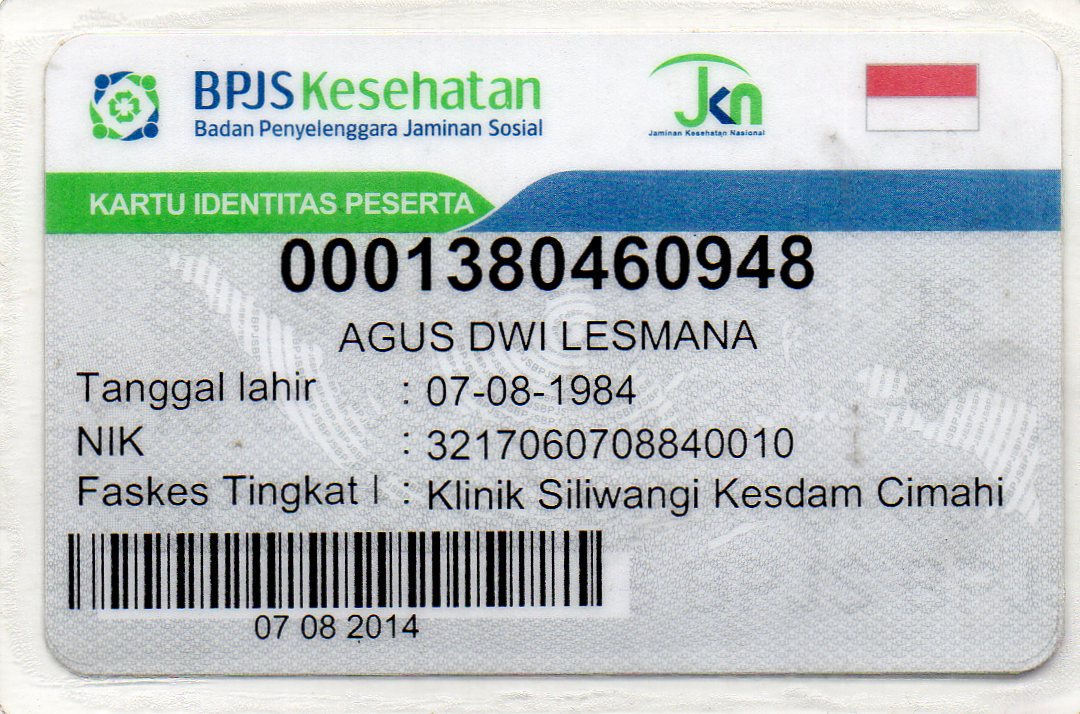 BPJS Kesehatan
Badan Penyelenggara Jaminan Sosial
Jkn
Jaminan Kesehatan Nasional
KARTU IDENTITAS PESERTA
0001380460948
AGUS DWI LESMANA
Tanggal lahir : 07-08-1984
NIK : 3217060708840010
Faskes Tingkat I : Klinik Siliwangi Kesdam Cimahi
07 08 2014